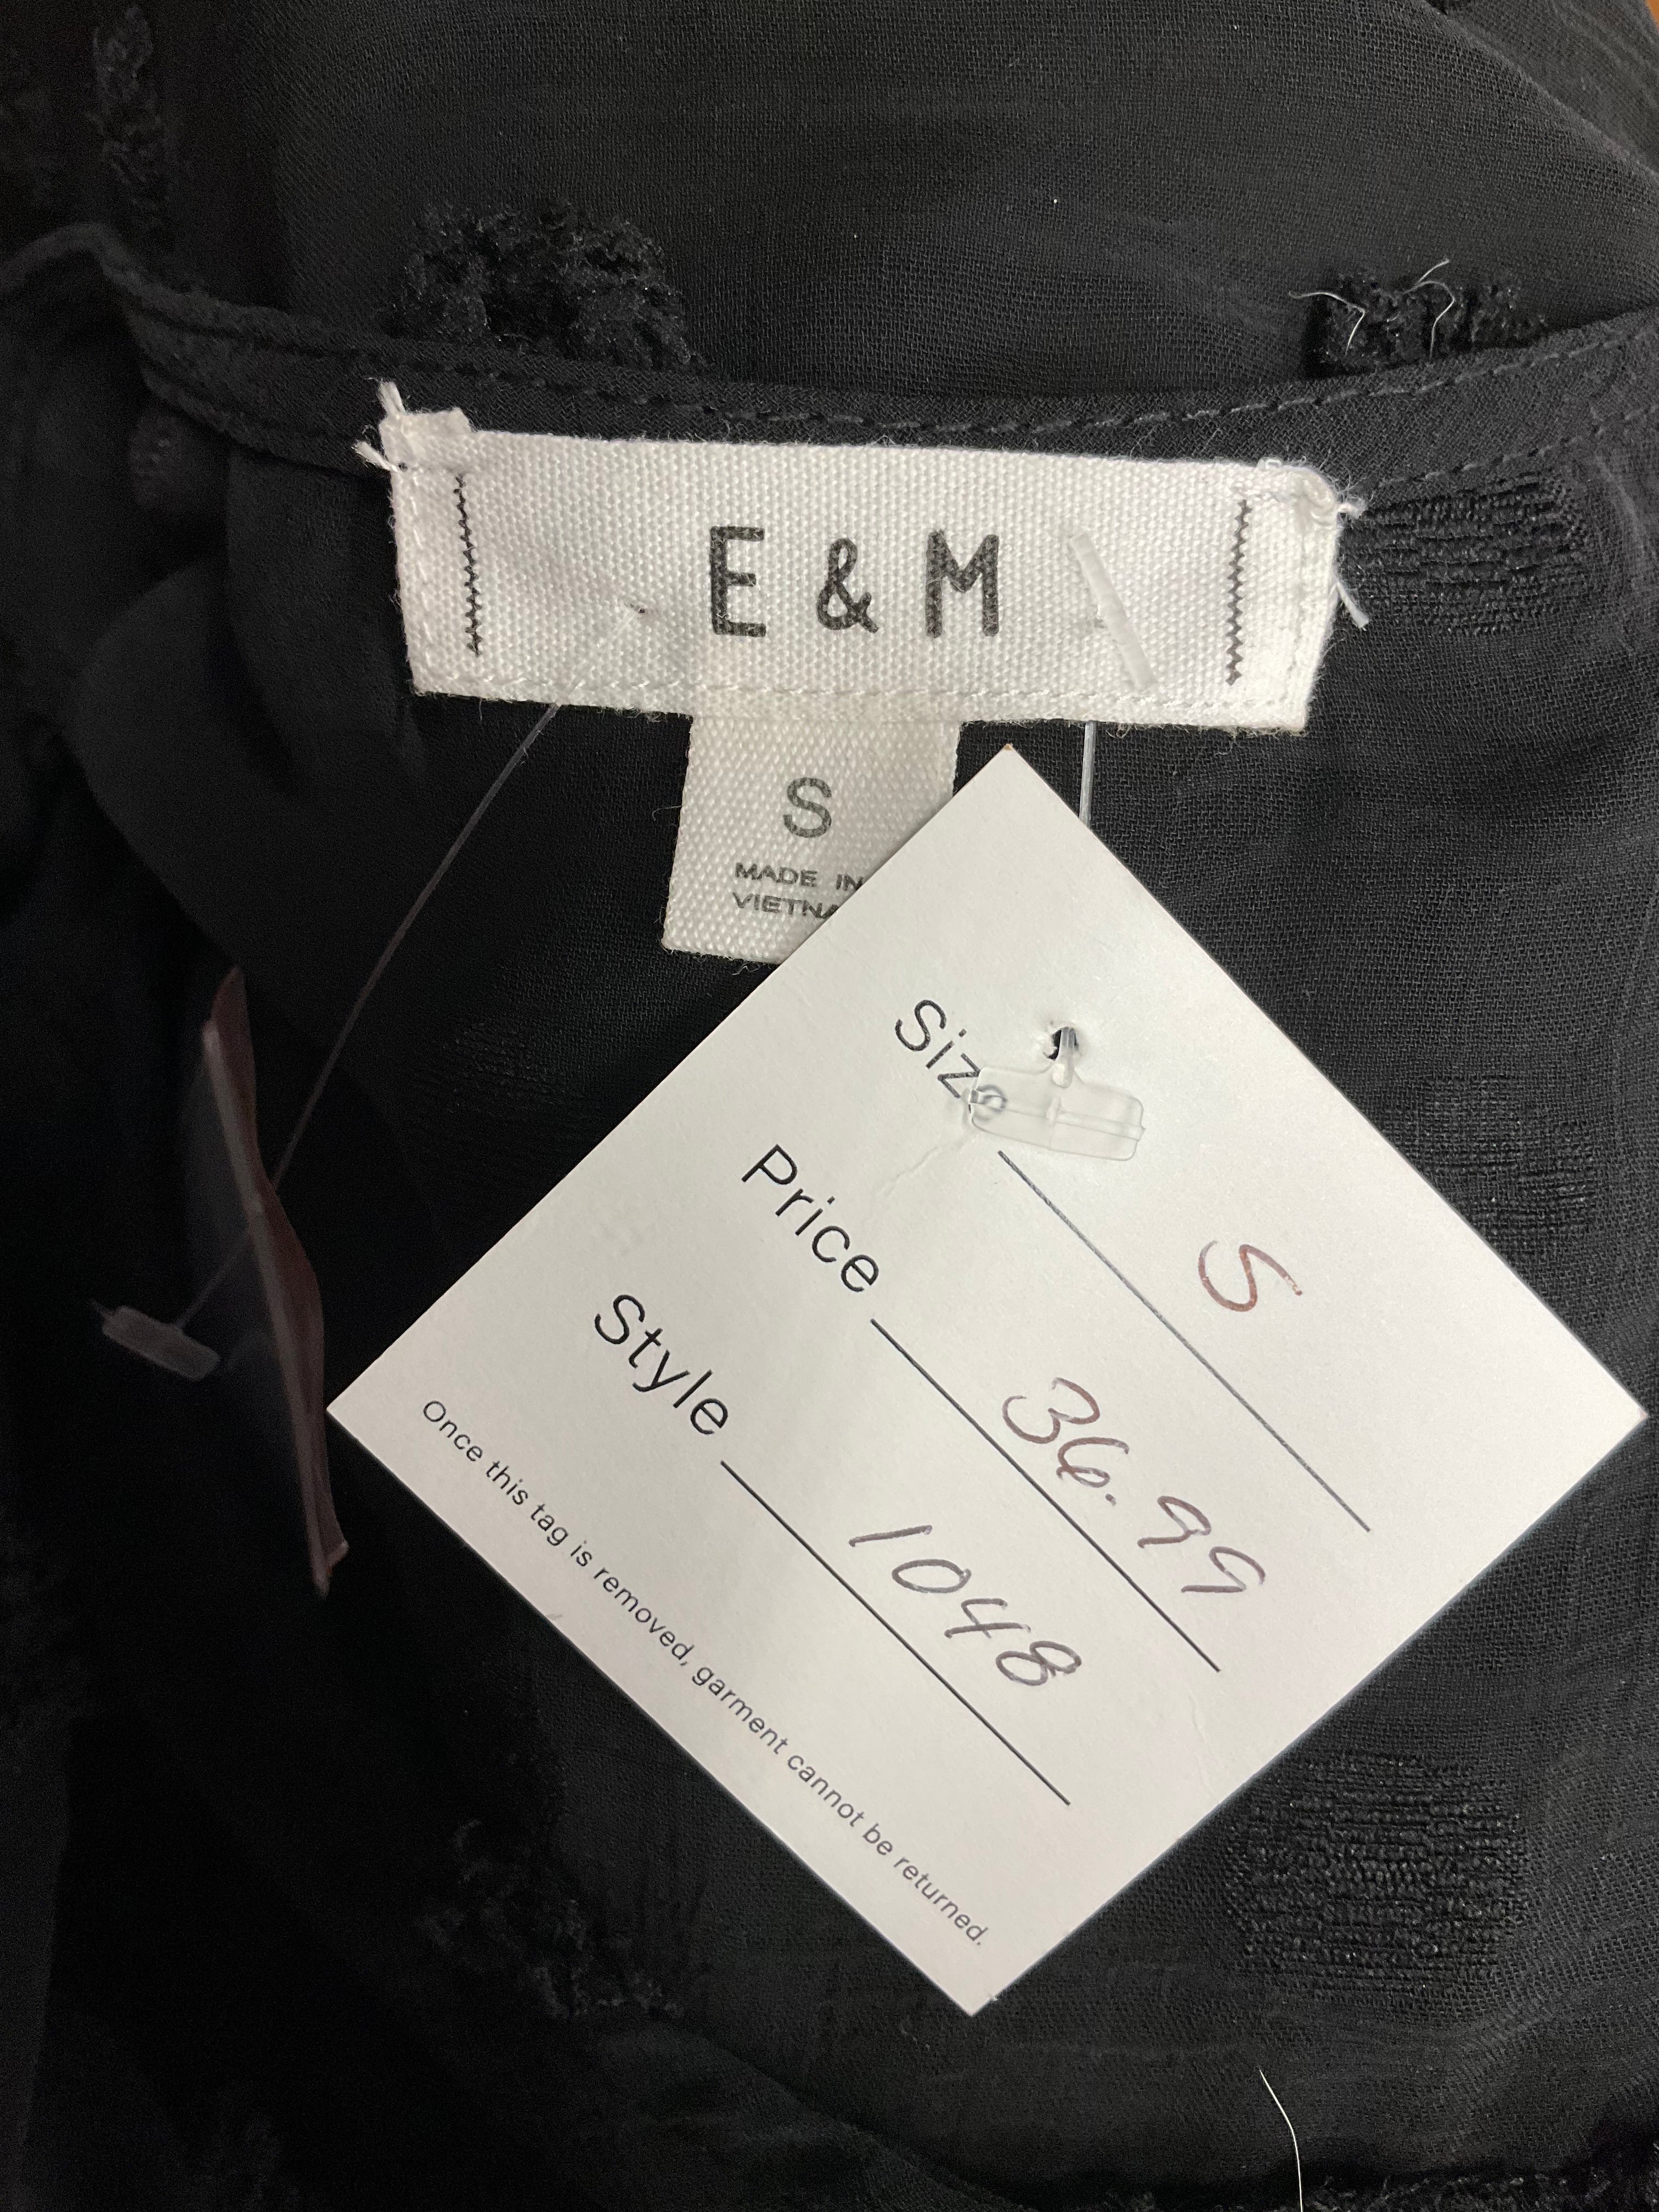 E & M
S
MADE IN
VIETNA
Size S
Price 36.99
Style 1048
Once this tag is removed, garment cannot be returned.